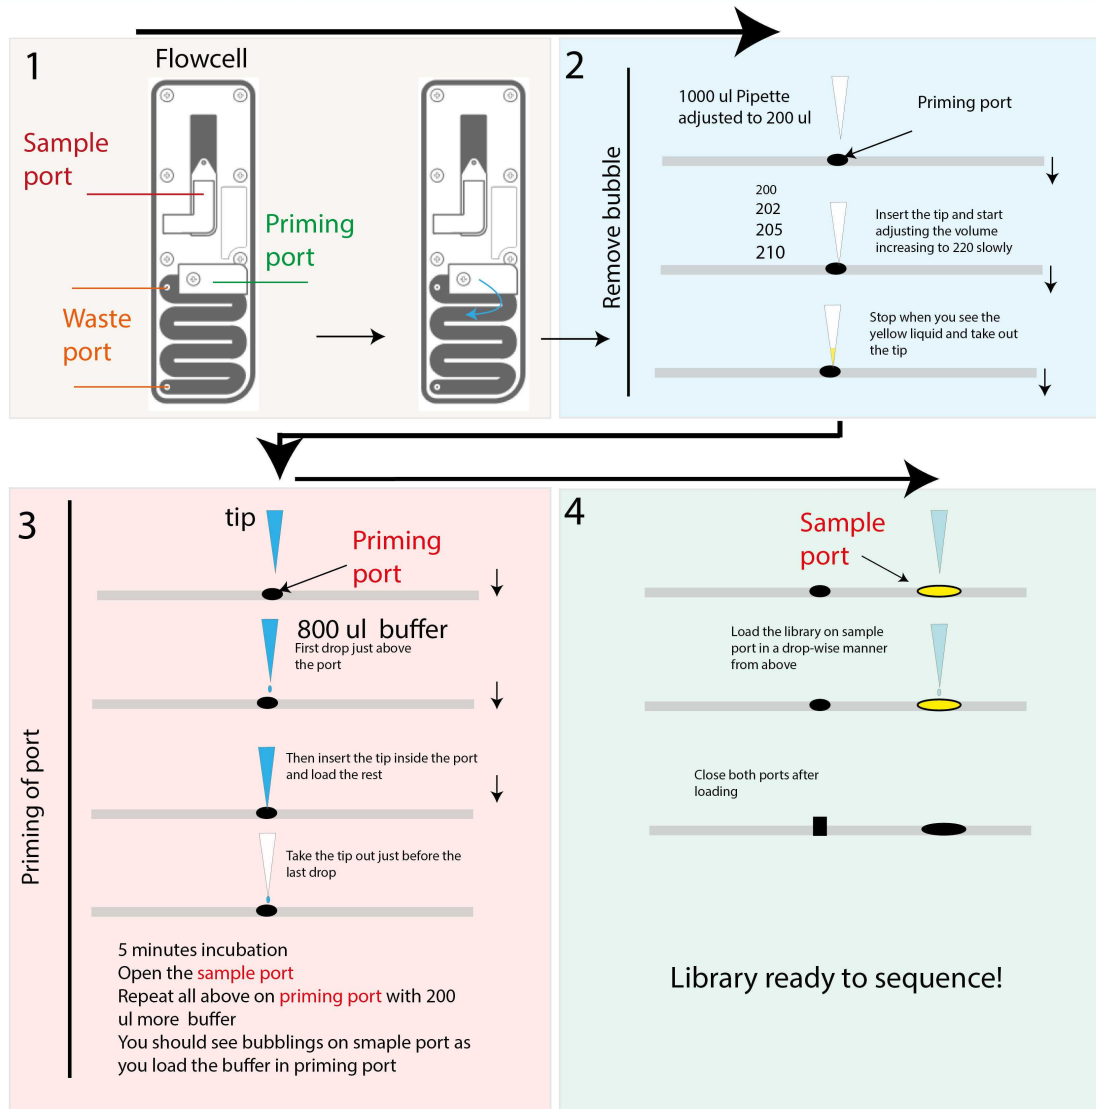 1
Flowcell
Sample
port
Priming
port
Waste
port
2
Remove bubble
1000 ul Pipette
adjusted to 200 ul
Priming port
200
202
205
210
Insert the tip and start
adjusting the volume
increasing to 220 slowly
Stop when you see the
yellow liquid and take out
the tip
3
Priming of port
tip
Priming
port
800 ul buffer
First drop just above
the port
Then insert the tip inside the port
and load the rest
Take the tip out just before the
last drop
5 minutes incubation
Open the sample port
Repeat all above on priming port with 200
ul more buffer
You should see bubblings on smaple port as
you load the buffer in priming port
4
Sample
port
Load the library on sample
port in a drop-wise manner
from above
Close both ports after
loading
Library ready to sequence!